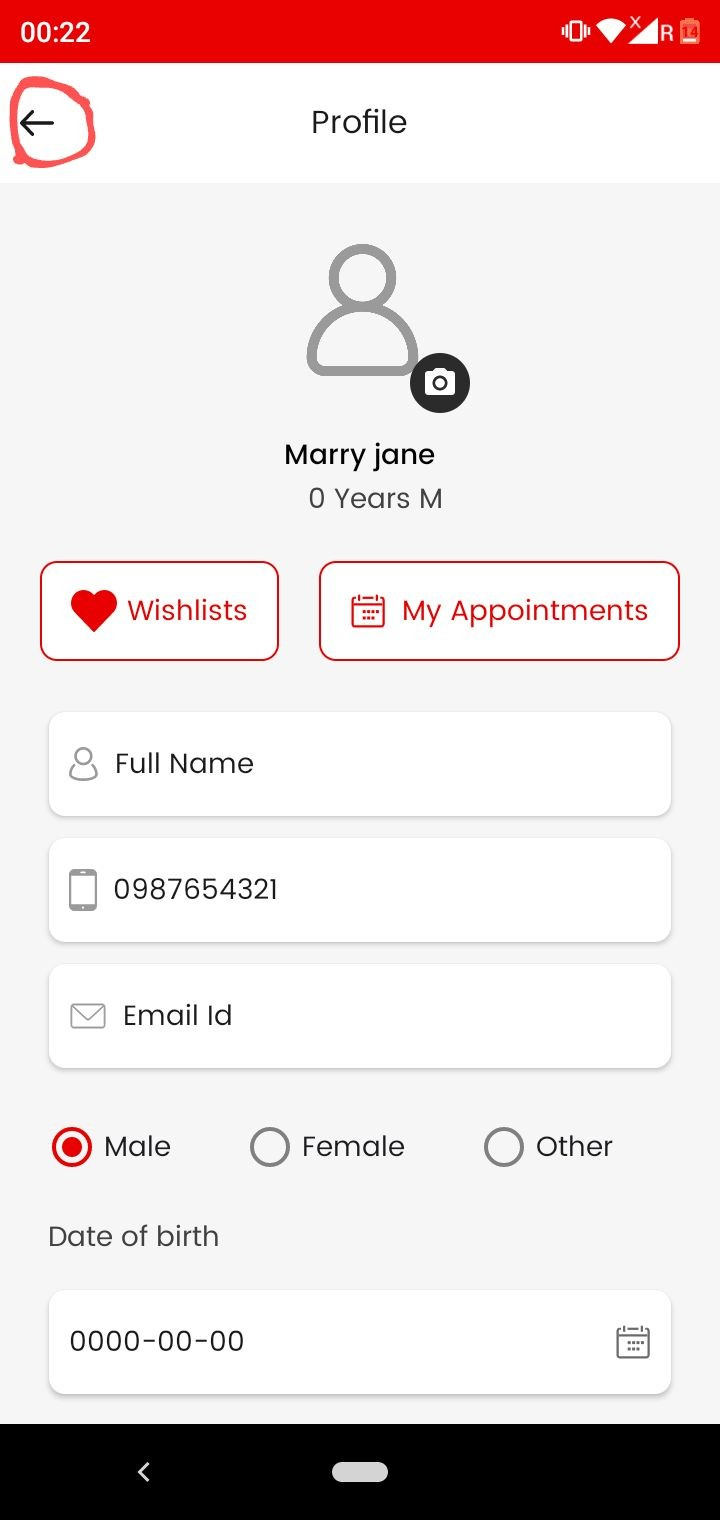 00:22 X R 14
Profile
Marry jane
0 Years M
Wishlists My Appointments
Full Name
0987654321
Email Id
Male Female Other
Date of birth
0000-00-00